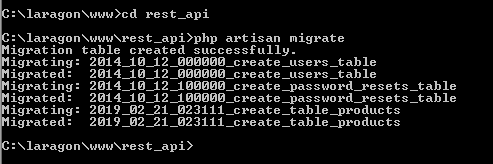 C:\laragon\www>cd rest_api
C:\laragon\www\rest_api>php artisan migrate
Migration table created successfully.
Migrating: 2014_10_12_000000_create_users_table
Migrated:  2014_10_12_000000_create_users_table
Migrating: 2014_10_12_100000_create_password_resets_table
Migrated:  2014_10_12_100000_create_password_resets_table
Migrating: 2019_02_21_023111_create_table_products
Migrated:  2019_02_21_023111_create_table_products
C:\laragon\www\rest_api>